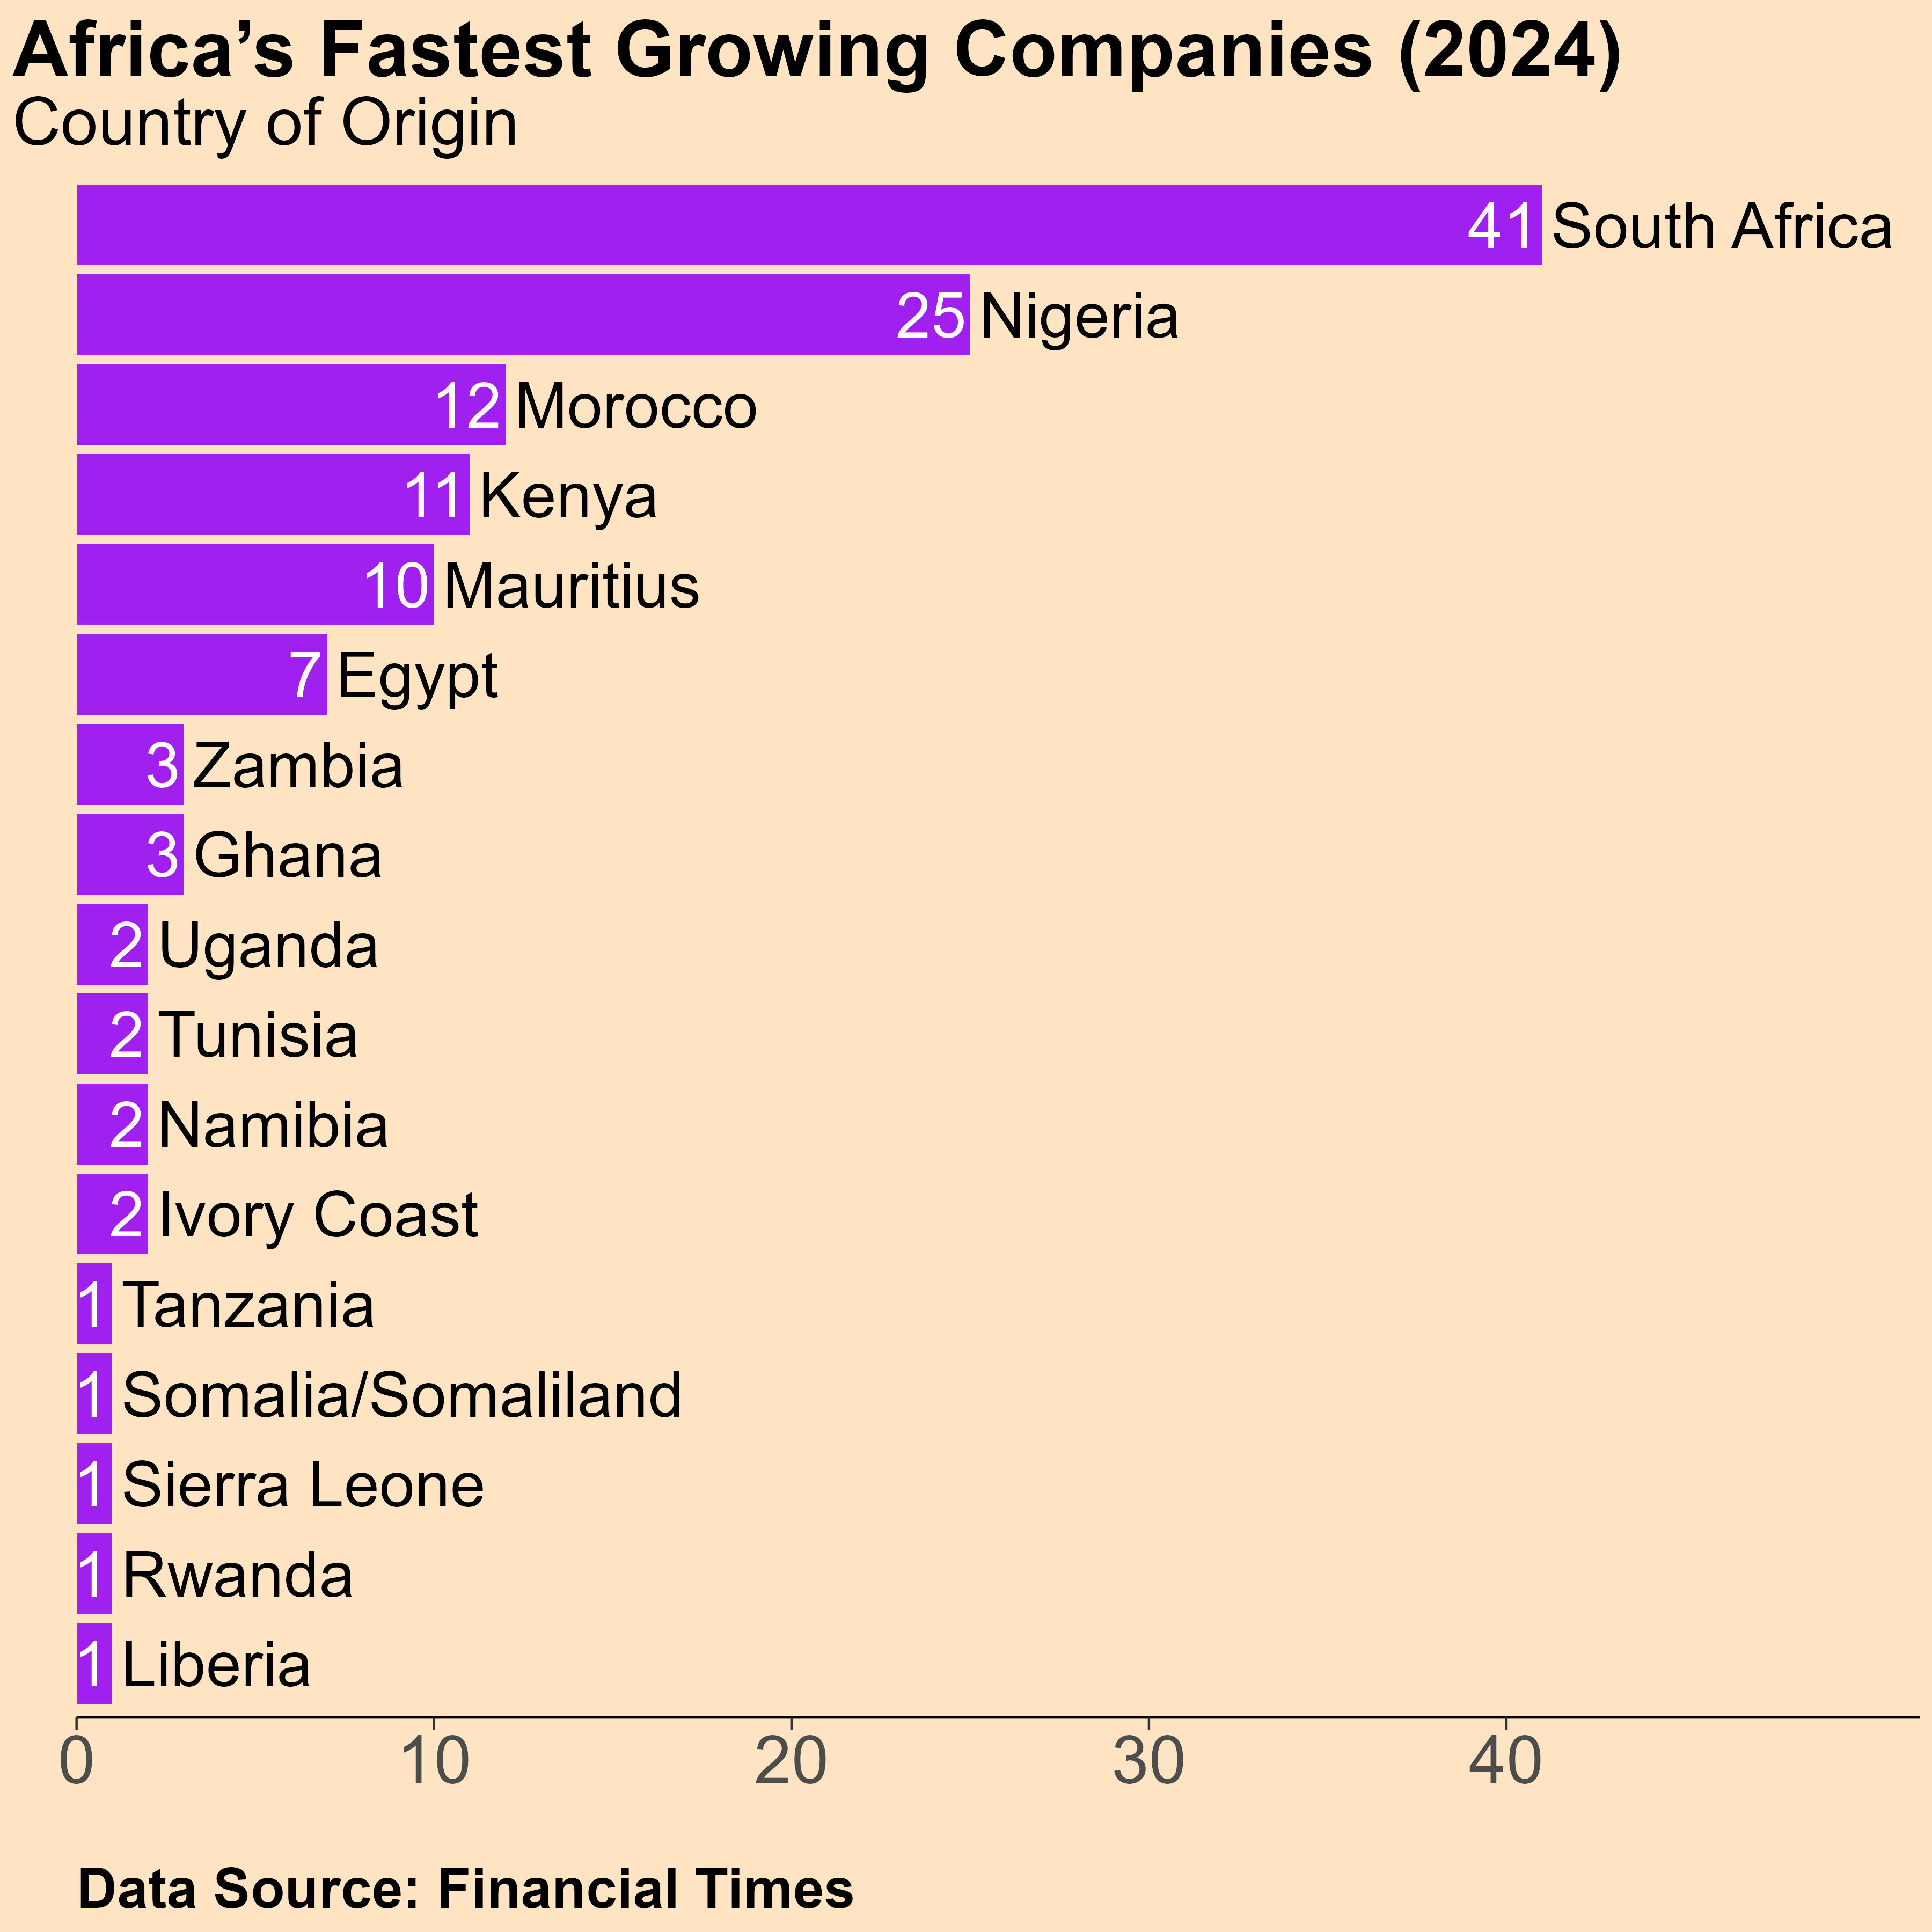 Africa’s Fastest Growing Companies (2024)
Country of Origin
41 South Africa
25 Nigeria
12 Morocco
11 Kenya
10 Mauritius
7 Egypt
3 Zambia
3 Ghana
2 Uganda
2 Tunisia
2 Namibia
2 Ivory Coast
1 Tanzania
1 Somalia/Somaliland
1 Sierra Leone
1 Rwanda
1 Liberia
0 10 20 30 40
Data Source: Financial Times